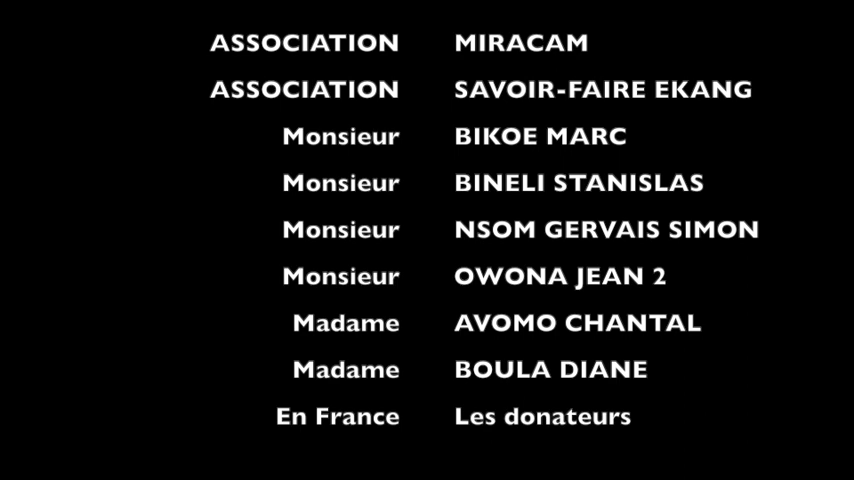 ASSOCIATION MIRACAM
ASSOCIATION SAVOIR-FAIRE EKANG
Monsieur BIKOE MARC
Monsieur BINELI STANISLAS
Monsieur NSOM GERVAIS SIMON
Monsieur OWONA JEAN 2
Madame AVOMO CHANTAL
Madame BOULA DIANE
En France Les donateurs